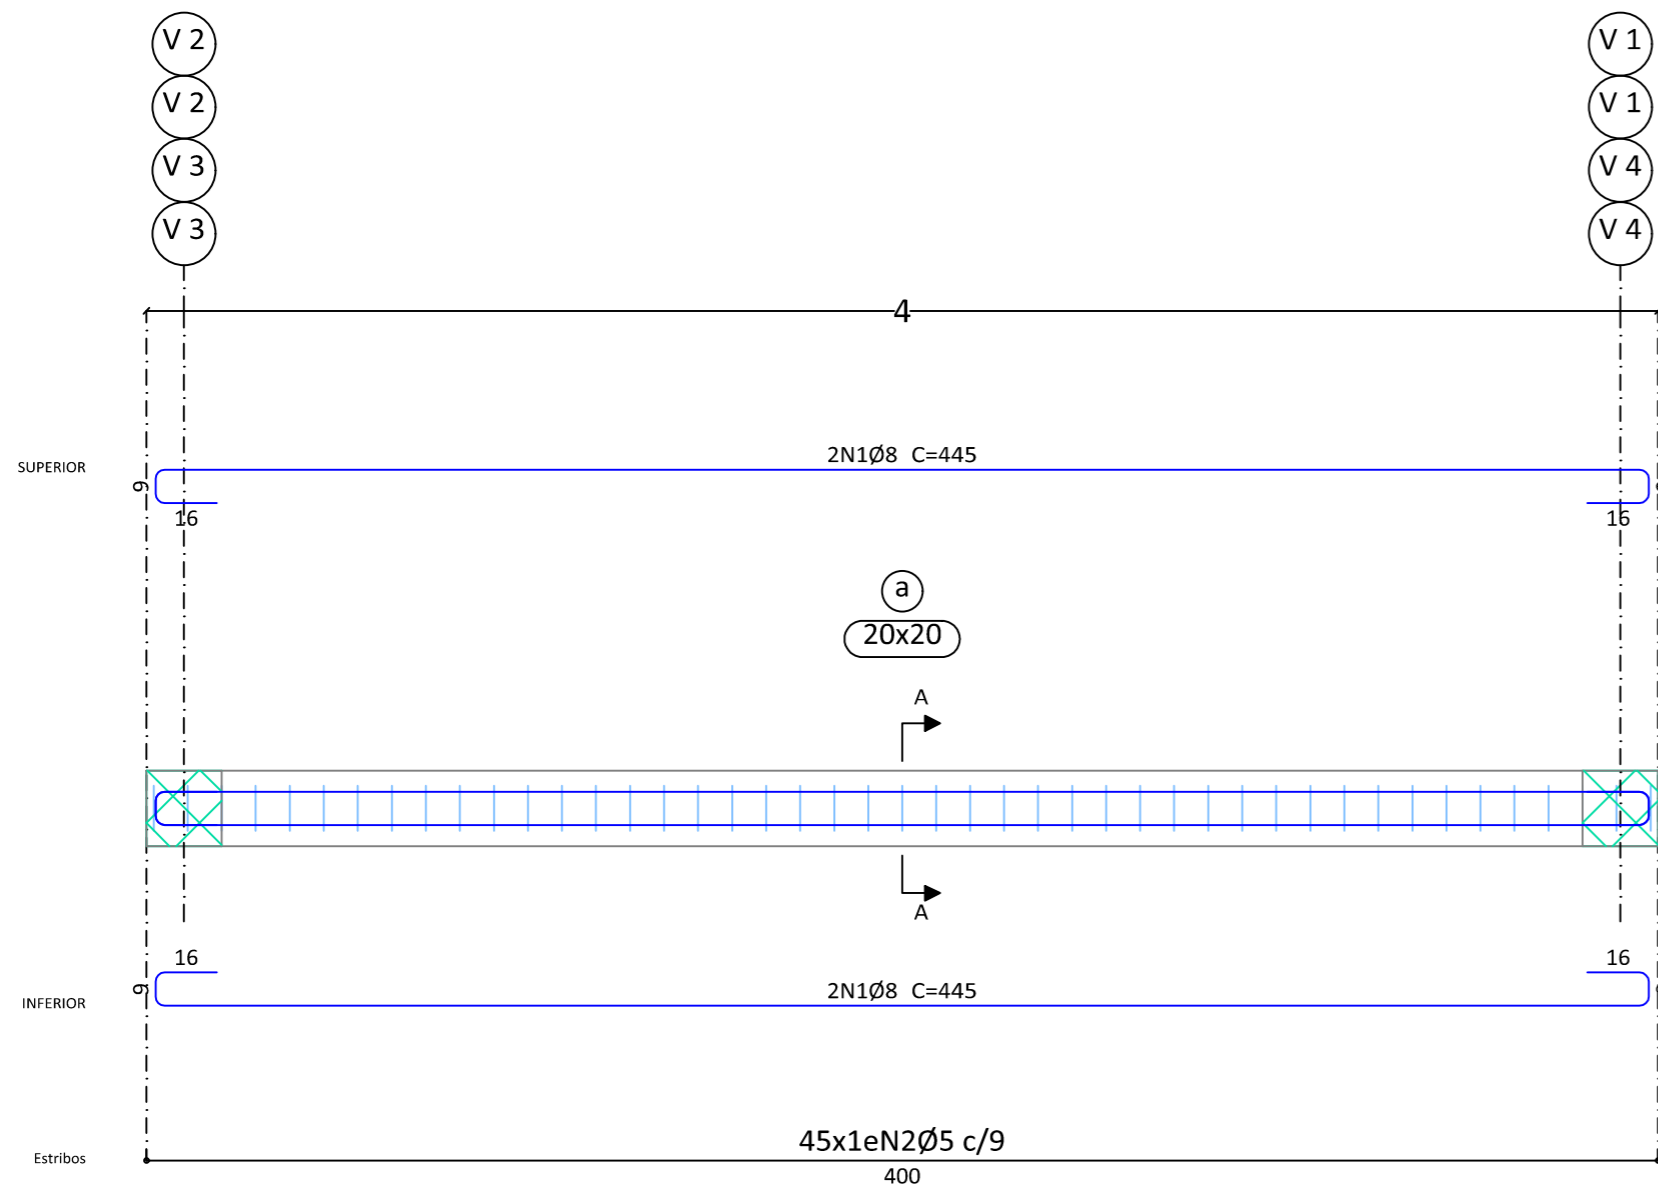 V 2
V 1
V 2
V 1
V 3
V 4
V 3
V 4
4
2N1Ø8 C=445
SUPERIOR
9
16
16
a
20x20
A
A
16
16
9
2N1Ø8 C=445
INFERIOR
45x1eN2Ø5 c/9
Estribos
400